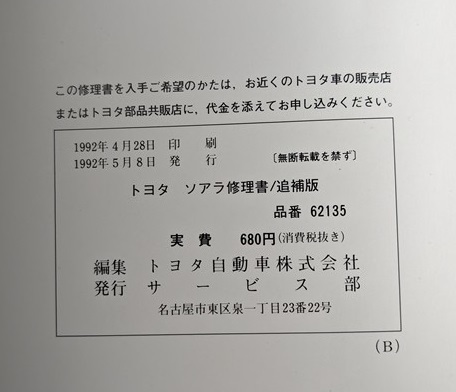 この修理書を入手ご希望のかたは，お近くのトヨタ車の販売店
またはトヨタ部品共販店に，代金を添えてお申し込みください。
1992年4月28日 印 刷
1992年5月8日 発 行 〔無断転載を禁ず〕
トヨタ ソアラ修理書/追補版
品番 62135
実 費 680円(消費税抜き)
編集 トヨタ自動車株式会社
発行 サービス部
名古屋市東区泉一丁目23番22号
(B)